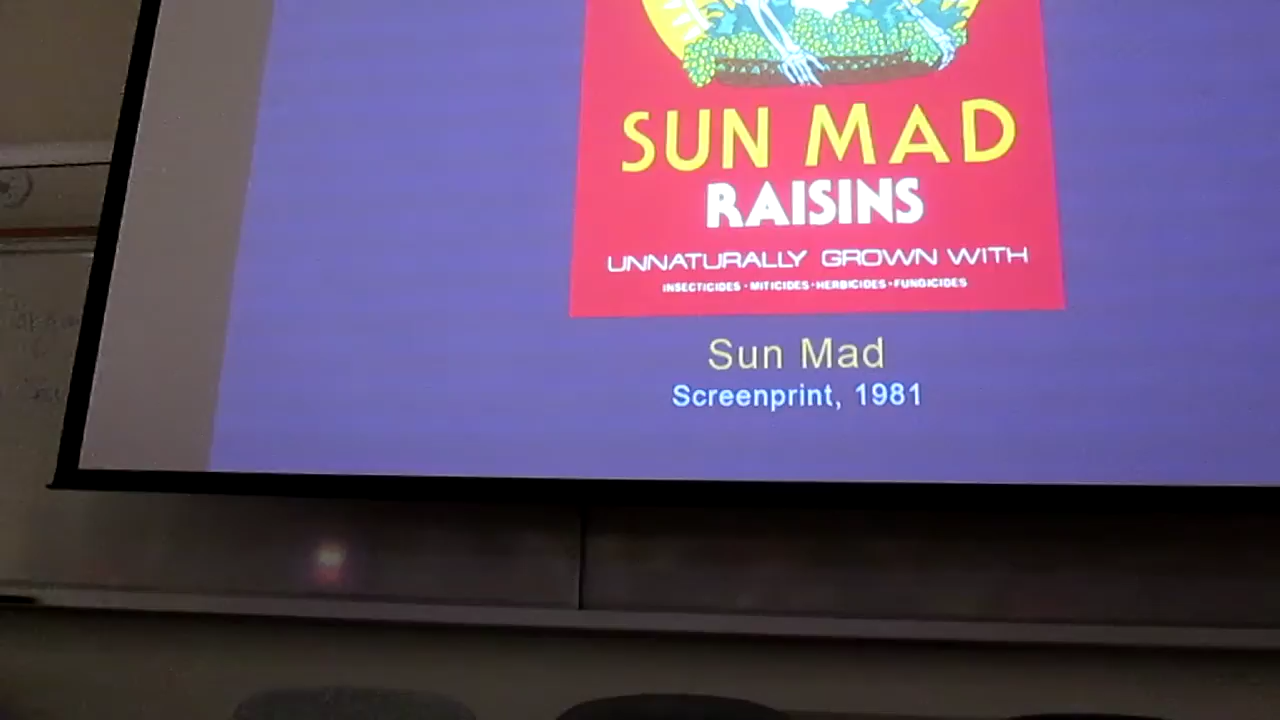 SUN MAD
RAISINS
UNNATURALLY GROWN WITH
INSECTICIDES · MITICIDES · HERBICIDES · FUNGICIDES
Sun Mad
Screenprint, 1981